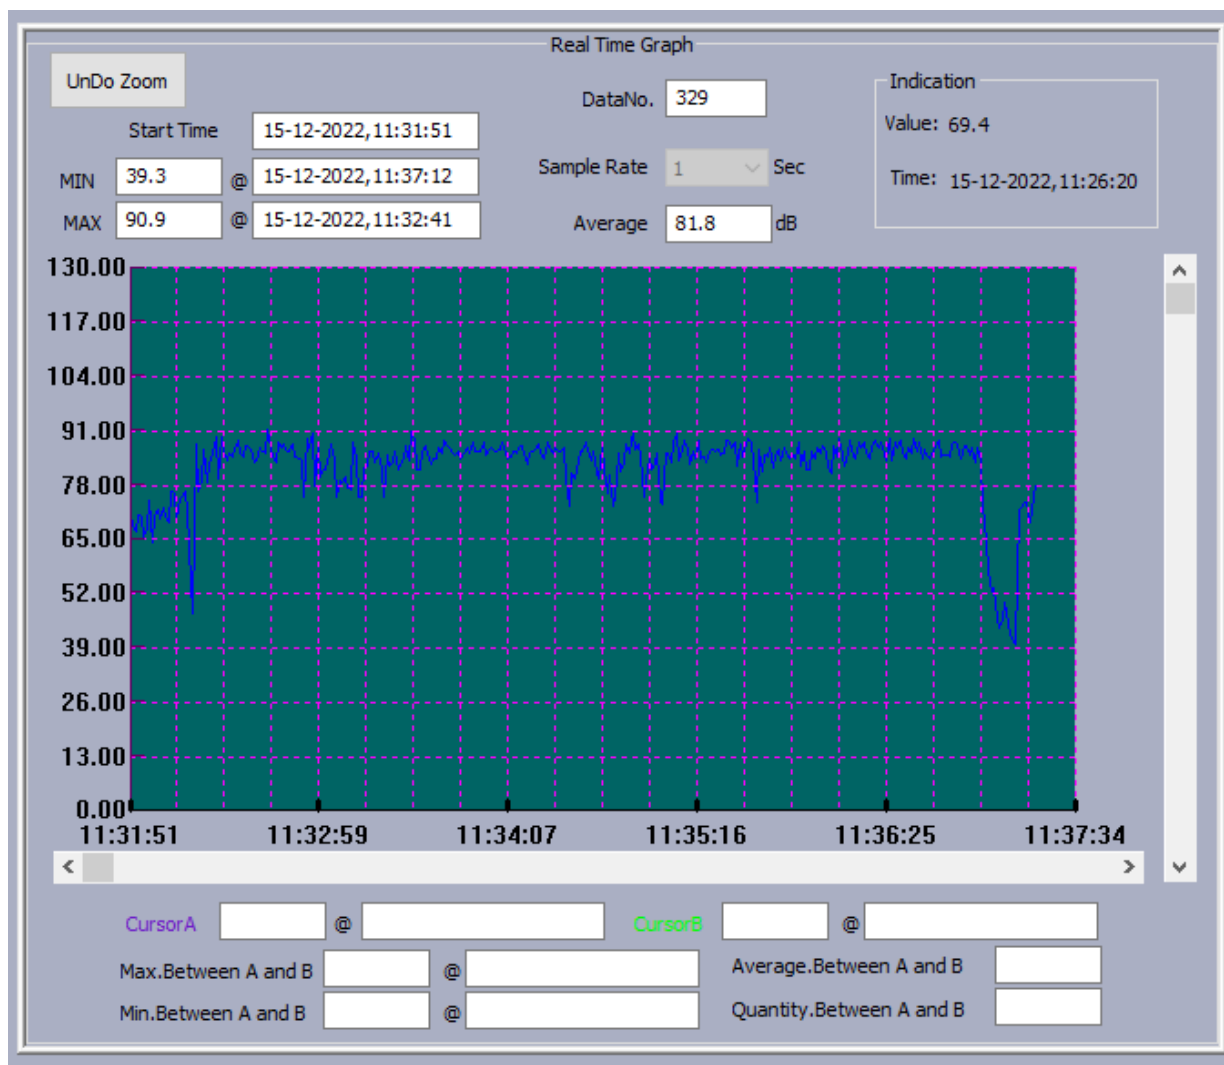 Real Time Graph
UnDo Zoom
DataNo. 329
Indication
Value: 69.4
Time: 15-12-2022,11:26:20
Start Time 15-12-2022,11:31:51
MIN 39.3 @ 15-12-2022,11:37:12
MAX 90.9 @ 15-12-2022,11:32:41
Sample Rate 1 Sec
Average 81.8 dB
130.00
117.00
104.00
91.00
78.00
65.00
52.00
39.00
26.00
13.00
0.00
11:31:51 11:32:59 11:34:07 11:35:16 11:36:25 11:37:34
CursorA @ CursorB @
Max.Between A and B @ Average.Between A and B
Min.Between A and B @ Quantity.Between A and B